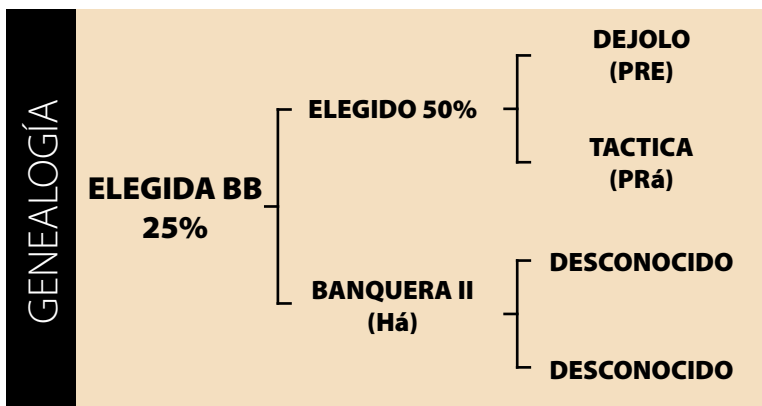 GENEALOGÍA
ELEGIDA BB
25%
ELEGIDO 50%
BANQUERA II
(Há)
DEJOLO
(PRE)
TACTICA
(PRá)
DESCONOCIDO
DESCONOCIDO